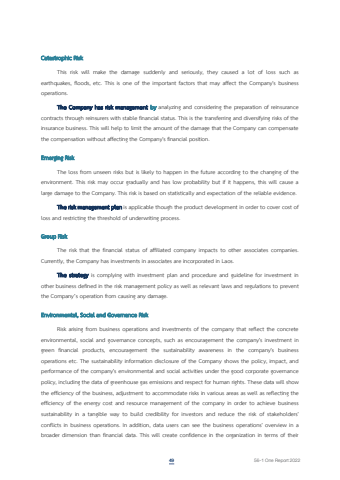 Catastrophic Risk
This risk will make the damage suddenly and seriously, they caused a lot of loss such as
earthquakes, floods, etc. This is one of the important factors that may affect the Company's business
operations.
The Company has risk management by analyzing and considering the preparation of reinsurance
contracts through reinsurers with stable financial status. This is the transferring and diversifying risks of the
insurance business. This will help to limit the amount of the damage that the Company can compensate
the compensation without affecting the Company's financial position.
Emerging Risk
The loss from unseen risks but is likely to happen in the future according to the changing of the
environment. This risk may occur gradually and has low probability but if it happens, this will cause a
large damage to the Company. This risk is based on statistically and expectation of the reliable evidence.
The risk management plan is applicable though the product development in order to cover cost of
loss and restricting the threshold of underwriting process.
Group Risk
The risk that the financial status of affiliated company impacts to other associates companies.
Currently, the Company has investments in associates are incorporated in Laos.
The strategy is complying with investment plan and procedure and guideline for investment in
other business defined in the risk management policy as well as relevant laws and regulations to prevent
the Company's operation from causing any damage.
Environmental, Social and Governance Risk
Risk arising from business operations and investments of the company that reflect the concrete
environmental, social and governance concepts, such as encouragement the company's investment in
green financial products, encouragement the sustainability awareness in the company's business
operations etc. The sustainability information disclosure of the Company shows the policy, impact, and
performance of the company's environmental and social activities under the good corporate governance
policy, including the data of greenhouse gas emissions and respect for human rights. These data will show
the efficiency of the business, adjustment to accommodate risks in various areas as well as reflecting the
efficiency of the energy cost and resource management of the company in order to achieve business
sustainability in a tangible way to build credibility for investors and reduce the risk of stakeholders'
conflicts in business operations. In addition, data users can see the business operations' overview in a
broader dimension than financial data. This will create confidence in the organization in terms of their
46
56-1 One-Report 2022